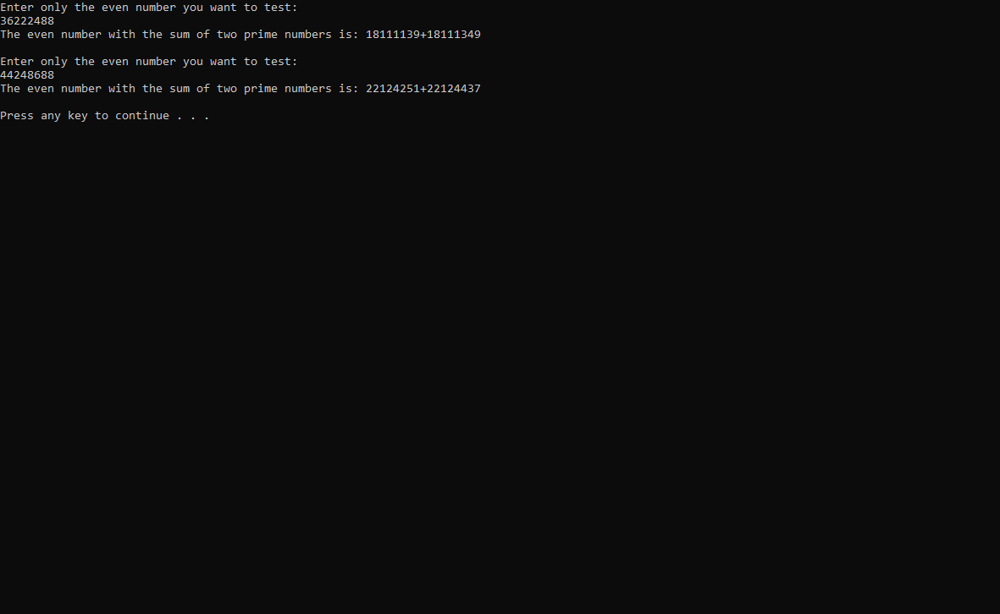 Enter only the even number you want to test:
36222488
The even number with the sum of two prime numbers is: 18111139+18111349
Enter only the even number you want to test:
44248688
The even number with the sum of two prime numbers is: 22124251+22124437
Press any key to continue . . .